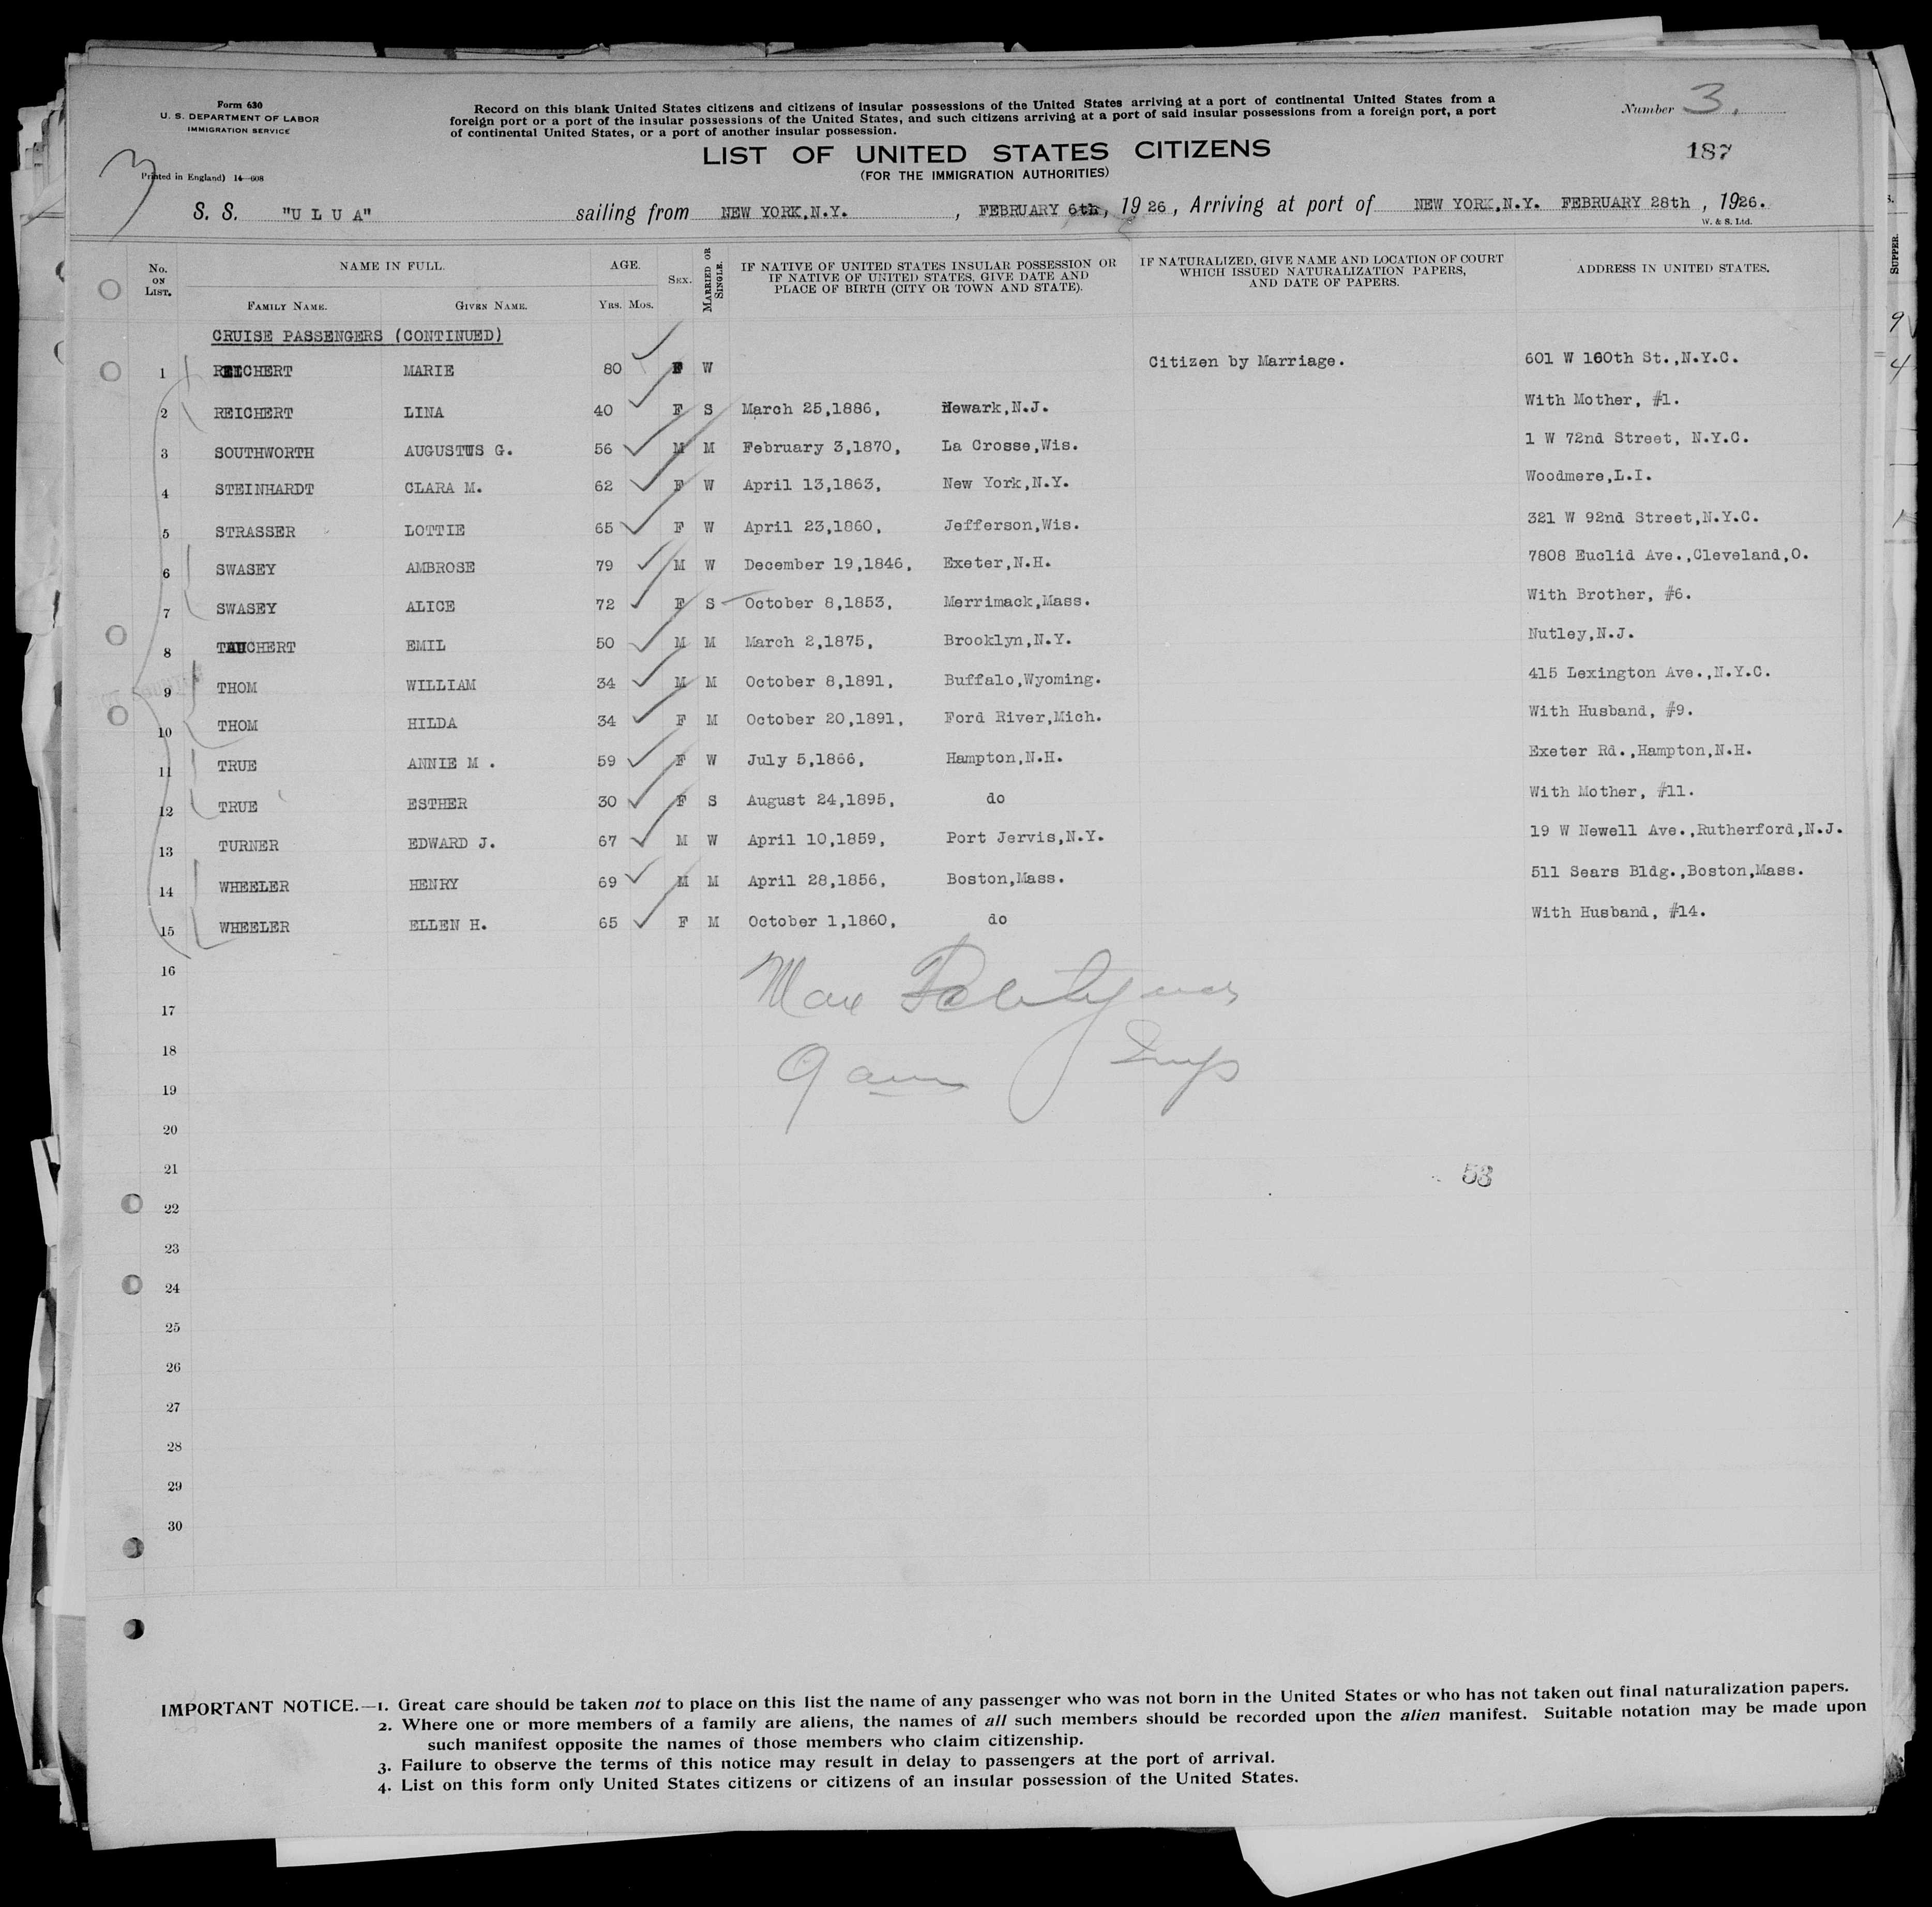 Form 630
U. S. DEPARTMENT OF LABOR
IMMIGRATION SERVICE
Printed in England) 14—608
Record on this blank United States citizens and citizens of insular possessions of the United States arriving at a port of continental United States from a
foreign port or a port of the insular possessions of the United States, and such citizens arriving at a port of said insular possessions from a foreign port, a port
of continental United States, or a port of another insular possession.
Number 3.
LIST OF UNITED STATES CITIZENS
(FOR THE IMMIGRATION AUTHORITIES)
187
3
S. S. "U L U A" sailing from NEW YORK,N.Y. , FEBRUARY 6th, 1926, Arriving at port of NEW YORK,N.Y. FEBRUARY 28th , 1926.
W. & S. Ltd.
No. ON LIST. NAME IN FULL. AGE. SEX. MARRIED OR SINGLE. IF NATIVE OF UNITED STATES INSULAR POSSESSION OR IF NATIVE OF UNITED STATES, GIVE DATE AND PLACE OF BIRTH (CITY OR TOWN AND STATE). IF NATURALIZED, GIVE NAME AND LOCATION OF COURT WHICH ISSUED NATURALIZATION PAPERS, AND DATE OF PAPERS. ADDRESS IN UNITED STATES.
FAMILY NAME. GIVEN NAME. YRS. MOS.
CRUISE PASSENGERS (CONTINUED)
1 REICHERT MARIE 80 F W Citizen by Marriage. 601 W 160th St.,N.Y.C.
2 REICHERT LINA 40 F S March 25,1886, Newark,N.J. With Mother, #1.
3 SOUTHWORTH AUGUSTUS G. 56 M M February 3,1870, La Crosse,Wis. 1 W 72nd Street, N.Y.C.
4 STEINHARDT CLARA M. 62 F W April 13,1863, New York,N.Y. Woodmere,L.I.
5 STRASSER LOTTIE 65 F W April 23,1860, Jefferson,Wis. 321 W 92nd Street,N.Y.C.
6 SWASEY AMBROSE 79 M W December 19,1846, Exeter,N.H. 7808 Euclid Ave.,Cleveland,O.
7 SWASEY ALICE 72 F S October 8,1853, Merrimack,Mass. With Brother, #6.
8 TAUCHERT EMIL 50 M M March 2,1875, Brooklyn,N.Y. Nutley,N.J.
9 THOM WILLIAM 34 M M October 8,1891, Buffalo,Wyoming. 415 Lexington Ave.,N.Y.C.
10 THOM HILDA 34 F M October 20,1891, Ford River,Mich. With Husband, #9.
11 TRUE ANNIE M . 59 F W July 5,1866, Hampton,N.H. Exeter Rd.,Hampton,N.H.
12 TRUE ESTHER 30 F S August 24,1895, do With Mother, #11.
13 TURNER EDWARD J. 67 M W April 10,1859, Port Jervis,N.Y. 19 W Newell Ave.,Rutherford,N.J.
14 WHEELER HENRY 69 M M April 28,1856, Boston,Mass. 511 Sears Bldg.,Boston,Mass.
15 WHEELER ELLEN H. 65 F M October 1,1860, do With Husband, #14.
16
17
18
19
20
21
53
22
23
24
25
26
27
28
29
30
IMPORTANT NOTICE.—1. Great care should be taken not to place on this list the name of any passenger who was not born in the United States or who has not taken out final naturalization papers.
2. Where one or more members of a family are aliens, the names of all such members should be recorded upon the alien manifest. Suitable notation may be made upon
such manifest opposite the names of those members who claim citizenship.
3. Failure to observe the terms of this notice may result in delay to passengers at the port of arrival.
4. List on this form only United States citizens or citizens of an insular possession of the United States.